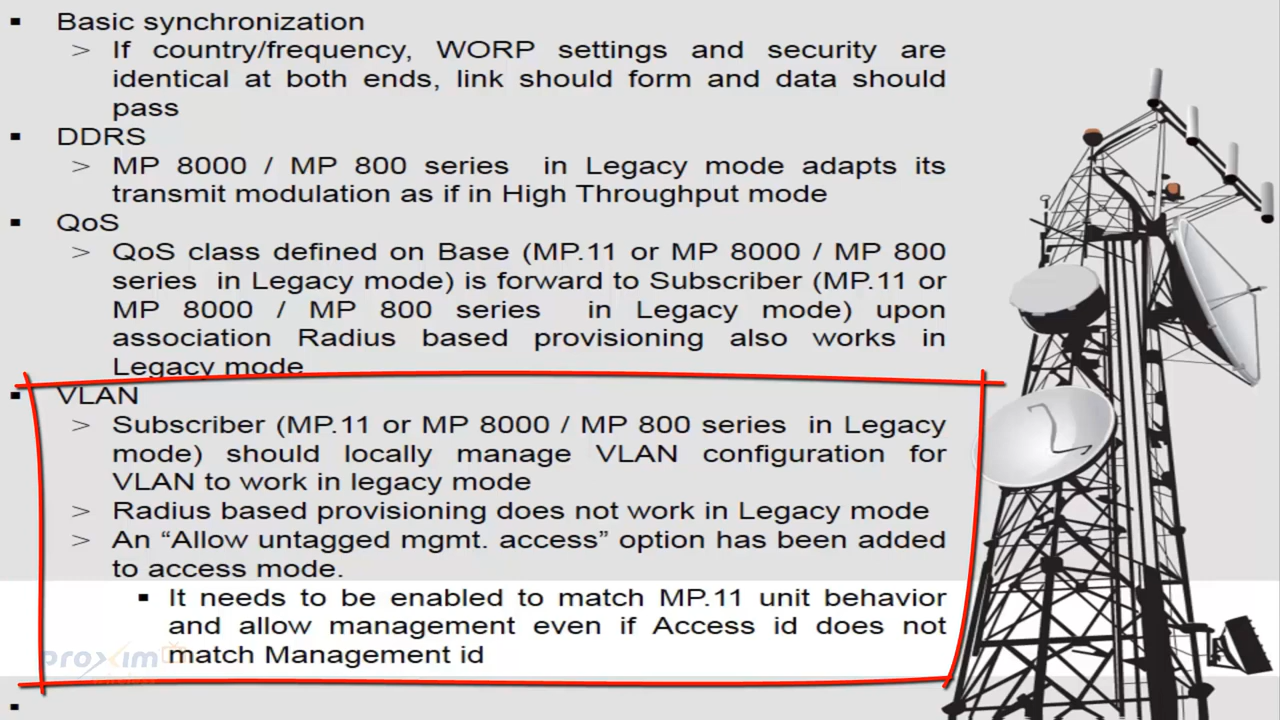 ▪ Basic synchronization
> If country/frequency, WORP settings and security are
identical at both ends, link should form and data should
pass
▪ DDRS
> MP 8000 / MP 800 series in Legacy mode adapts its
transmit modulation as if in High Throughput mode
▪ QoS
> QoS class defined on Base (MP.11 or MP 8000 / MP 800
series in Legacy mode) is forward to Subscriber (MP.11 or
MP 8000 / MP 800 series in Legacy mode) upon
association Radius based provisioning also works in
Legacy mode
▪ VLAN
> Subscriber (MP.11 or MP 8000 / MP 800 series in Legacy
mode) should locally manage VLAN configuration for
VLAN to work in legacy mode
> Radius based provisioning does not work in Legacy mode
> An “Allow untagged mgmt. access” option has been added
to access mode.
▪ It needs to be enabled to match MP.11 unit behavior
and allow management even if Access id does not
match Management id
proxim